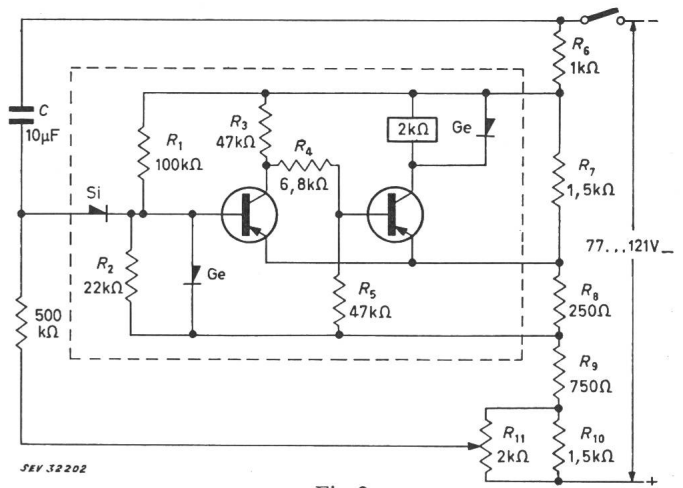 −
R6
1kΩ
C
10µF
R1
100kΩ
R3
47kΩ
R4
6,8kΩ
2kΩ
Ge
R7
1,5kΩ
Si
77...121V_
R2
22kΩ
Ge
R5
47kΩ
R8
250Ω
500
kΩ
R9
750Ω
R11
2kΩ
R10
1,5kΩ
+
SEV 32202